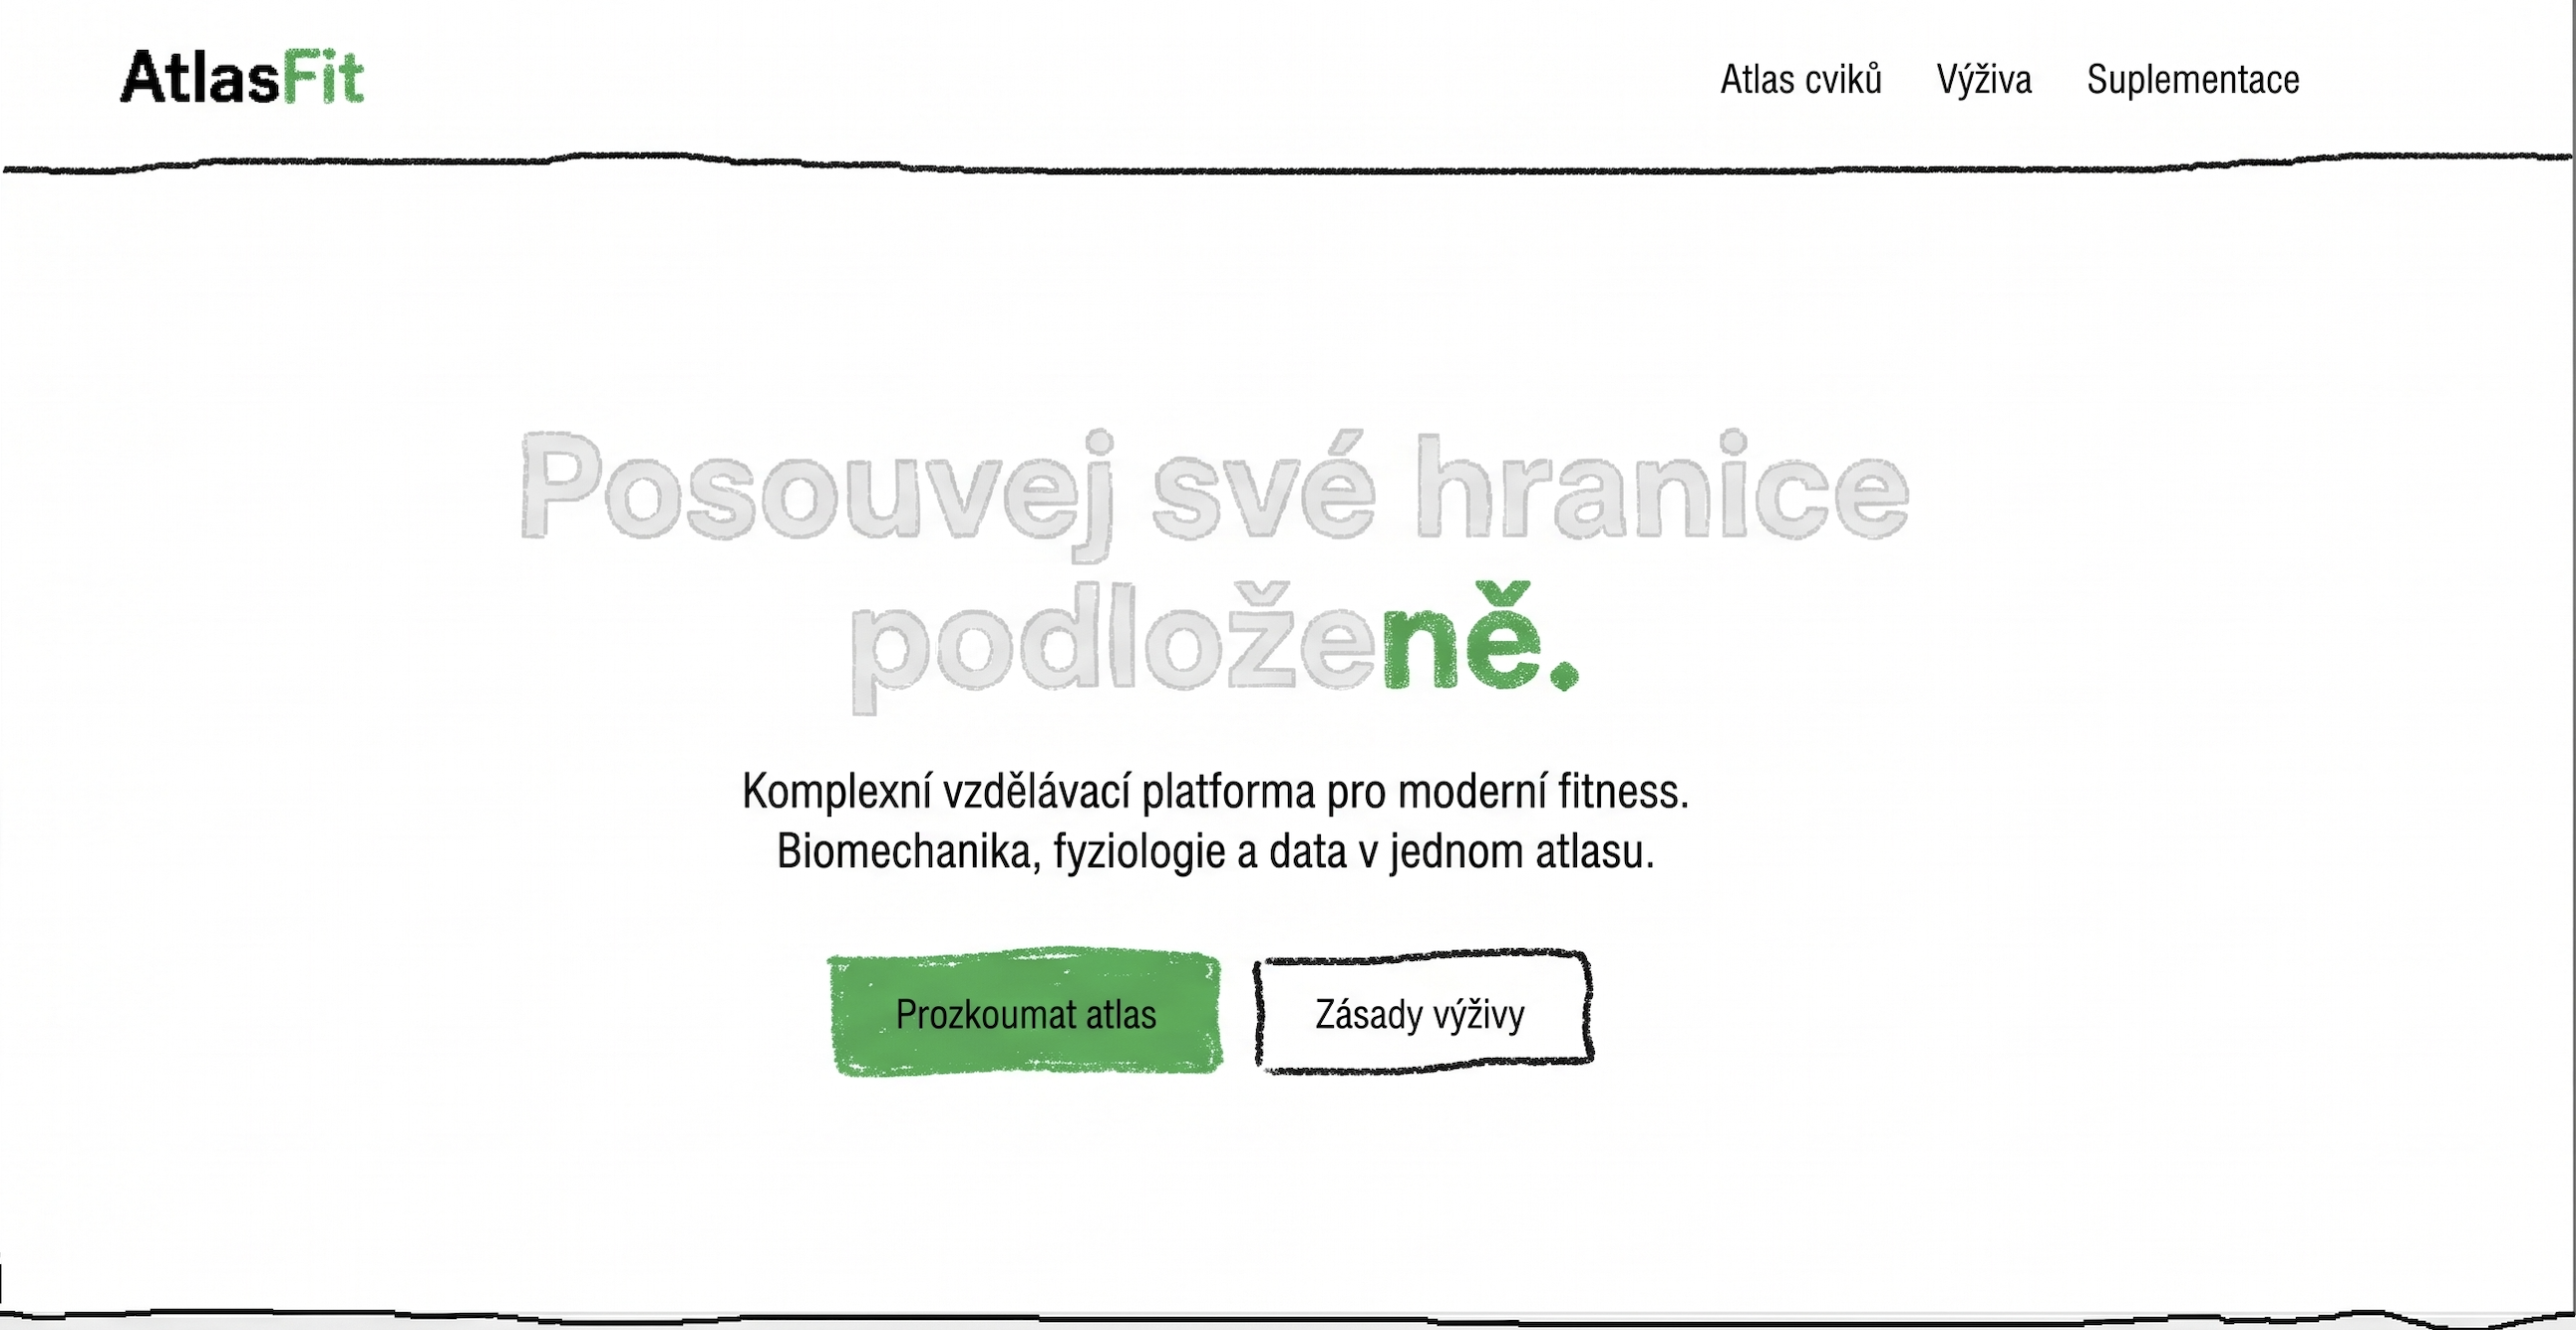 AtlasFit
Atlas cviků Výživa Suplementace
Posouvej své hranice
podloženě.
Komplexní vzdělávací platforma pro moderní fitness.
Biomechanika, fyziologie a data v jednom atlasu.
Prozkoumat atlas
Zásady výživy